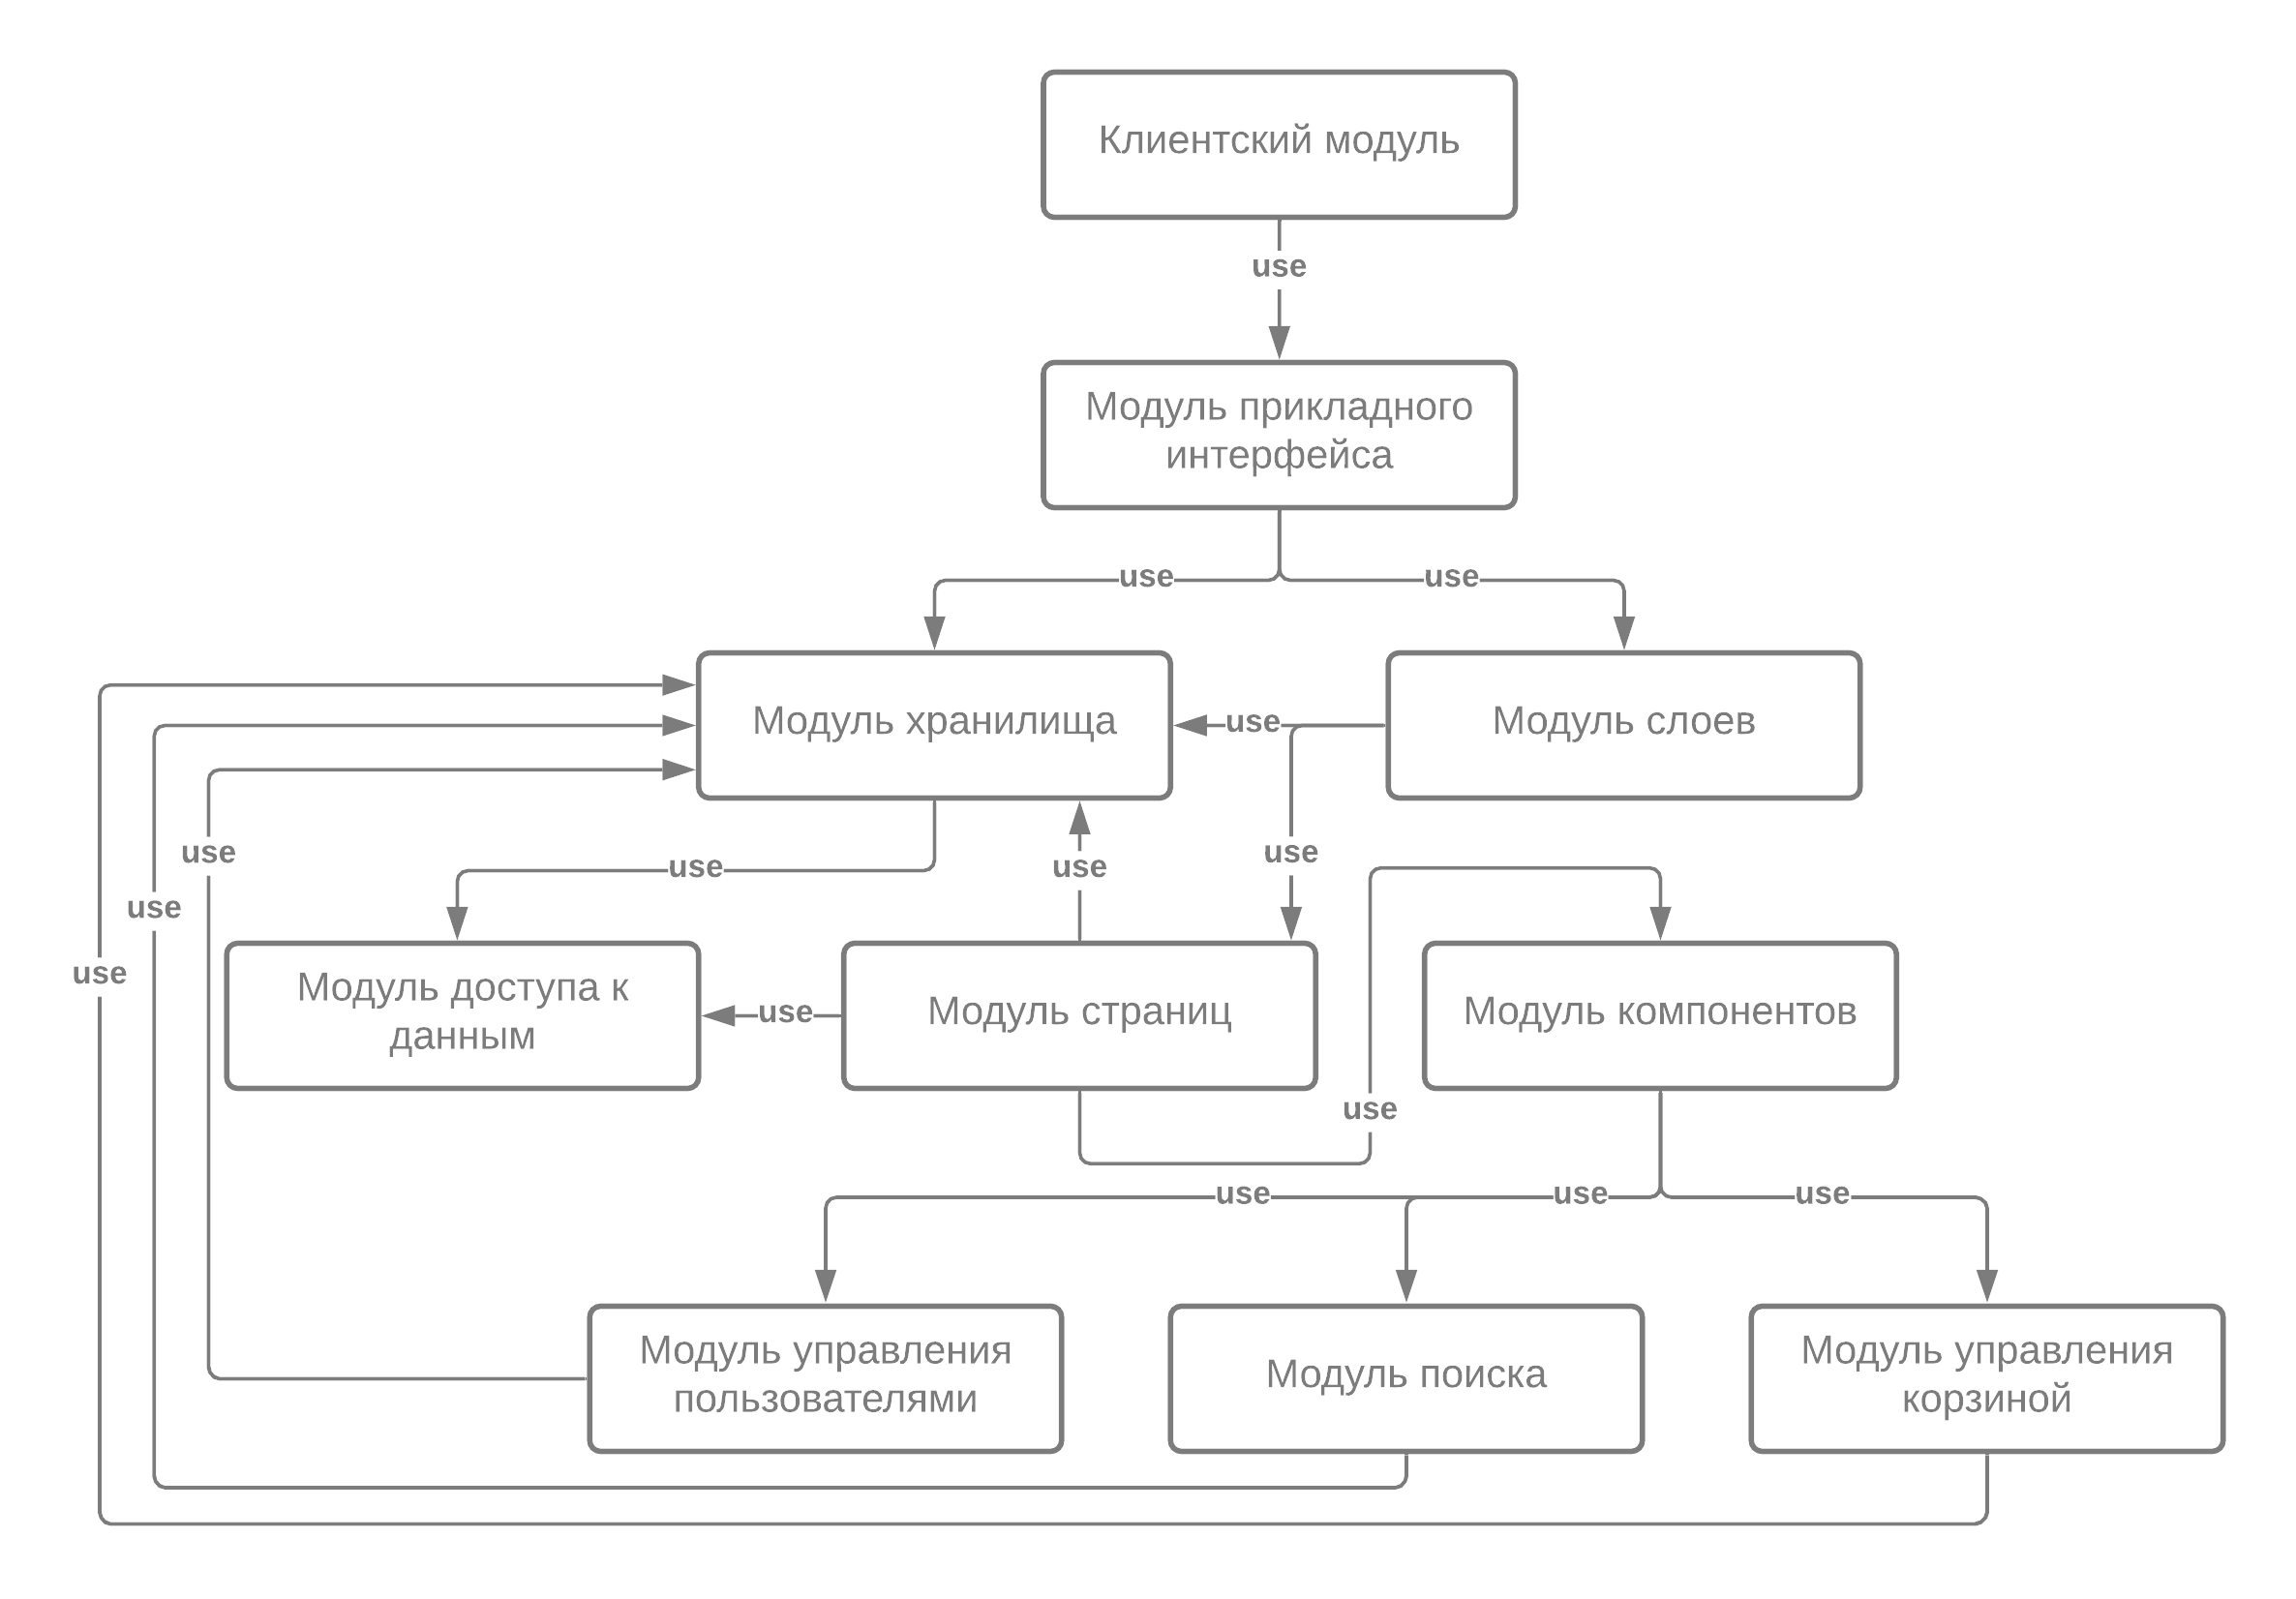 Клиентский модуль
use
Модуль прикладного
интерфейса
use
use
Модуль хранилища
use
Модуль слоев
use
use
use
use
use
use
Модуль доступа к
данным
use
Модуль страниц
Модуль компонентов
use
use
use
use
use
Модуль управления
пользователями
Модуль поиска
Модуль управления
корзиной